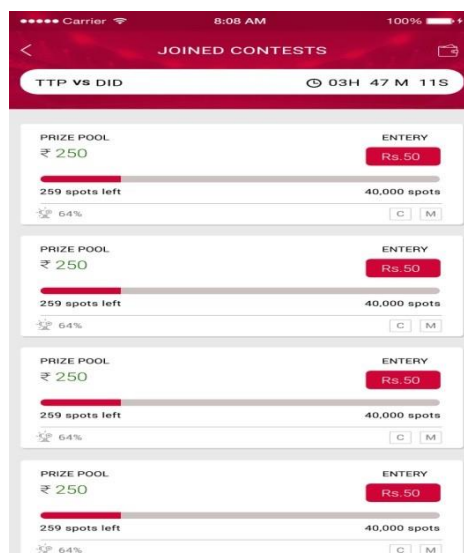 Carrier 8:08 AM 100%
JOINED CONTESTS
TTP vs DID 03H 47 M 11S
PRIZE POOL ENTERY
₹ 250 Rs.50
259 spots left 40,000 spots
64% C M
PRIZE POOL ENTERY
₹ 250 Rs.50
259 spots left 40,000 spots
64% C M
PRIZE POOL ENTERY
₹ 250 Rs.50
259 spots left 40,000 spots
64% C M
PRIZE POOL ENTERY
₹ 250 Rs.50
259 spots left 40,000 spots
64% C M